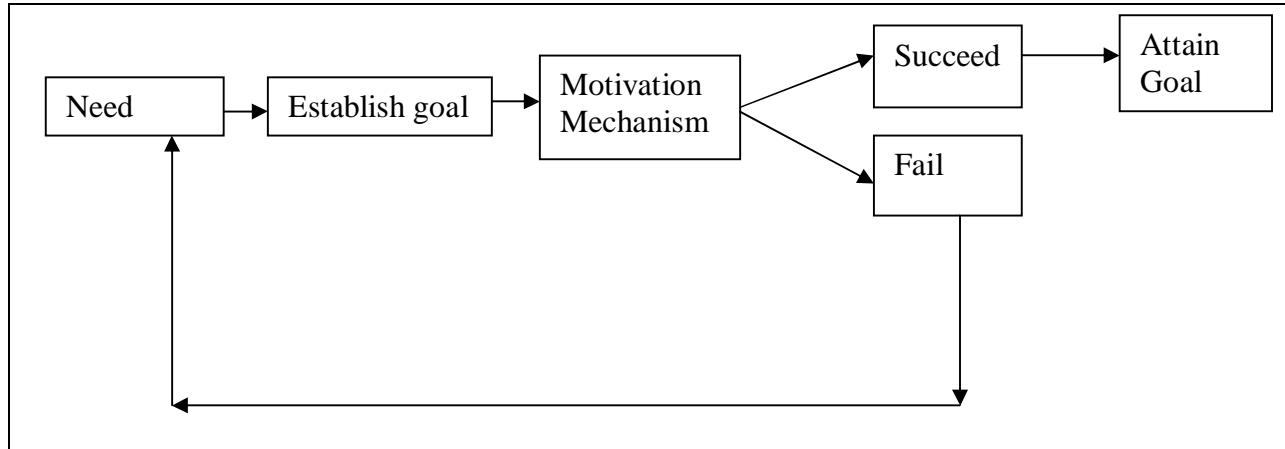 Need
Establish goal
Motivation
Mechanism
Succeed
Attain
Goal
Fail